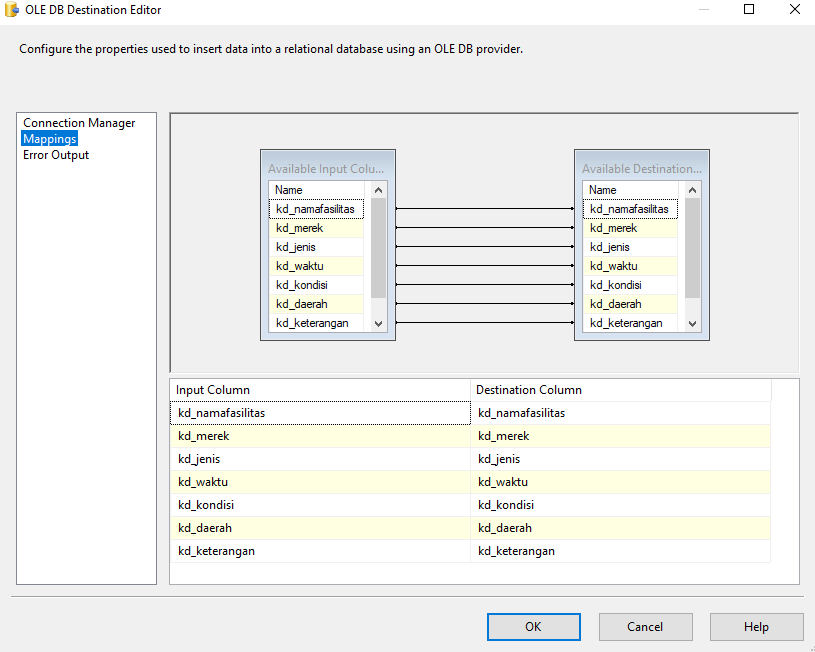 OLE DB Destination Editor
Configure the properties used to insert data into a relational database using an OLE DB provider.
Connection Manager
Mappings
Error Output
Available Input Colu...
Name
kd_namafasilitas
kd_merek
kd_jenis
kd_waktu
kd_kondisi
kd_daerah
kd_keterangan
Available Destination...
Name
kd_namafasilitas
kd_merek
kd_jenis
kd_waktu
kd_kondisi
kd_daerah
kd_keterangan
Input Column Destination Column
kd_namafasilitas kd_namafasilitas
kd_merek kd_merek
kd_jenis kd_jenis
kd_waktu kd_waktu
kd_kondisi kd_kondisi
kd_daerah kd_daerah
kd_keterangan kd_keterangan
OK Cancel Help